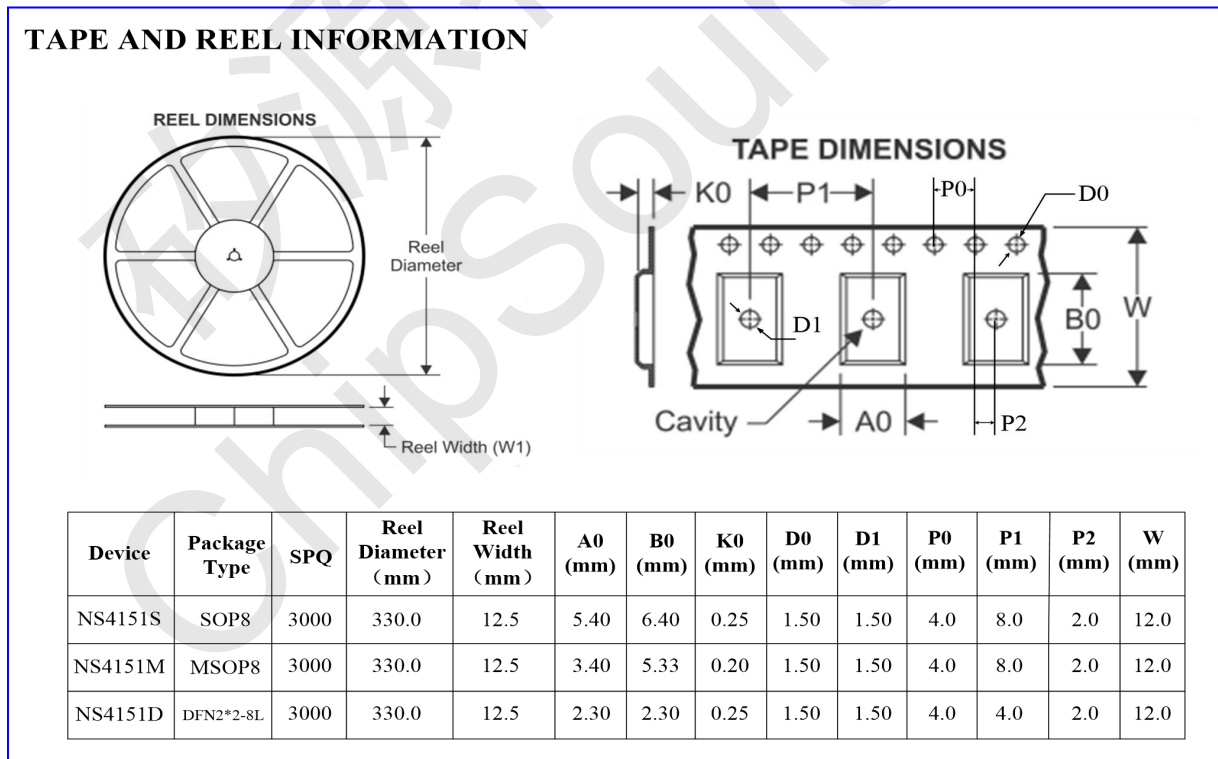 TAPE AND REEL INFORMATION
REEL DIMENSIONS
Reel
Diameter
Reel Width (W1)
TAPE DIMENSIONS
K0 P1 P0 D0
D1 B0 W
Cavity A0 P2
Device Package Type SPQ Reel Diameter （mm） Reel Width （mm） A0 (mm) B0 (mm) K0 (mm) D0 (mm) D1 (mm) P0 (mm) P1 (mm) P2 (mm) W (mm)
NS4151S SOP8 3000 330.0 12.5 5.40 6.40 0.25 1.50 1.50 4.0 8.0 2.0 12.0
NS4151M MSOP8 3000 330.0 12.5 3.40 5.33 0.20 1.50 1.50 4.0 8.0 2.0 12.0
NS4151D DFN2*2-8L 3000 330.0 12.5 2.30 2.30 0.25 1.50 1.50 4.0 4.0 2.0 12.0